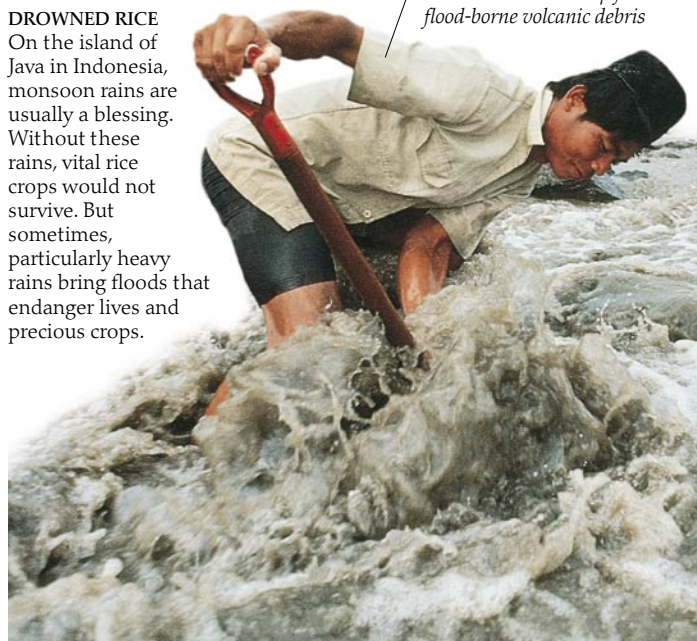 DROWNED RICE
On the island of
Java in Indonesia,
monsoon rains are
usually a blessing.
Without these
rains, vital rice
crops would not
survive. But
sometimes,
particularly heavy
rains bring floods that
endanger lives and
precious crops.
flood-borne volcanic debris